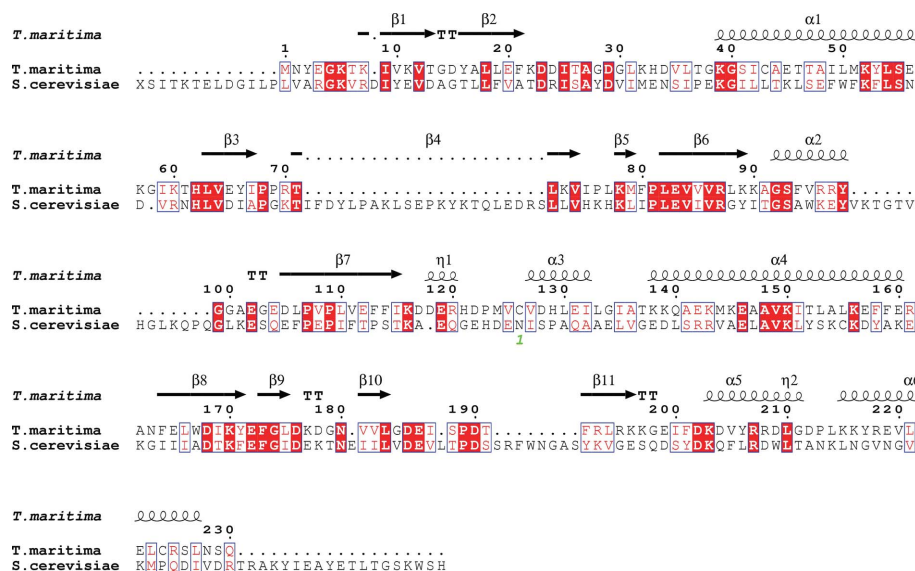 β1 TT β2 α1
T.maritima
1 10 20 30 40 50
T.maritima ...............MNYEGKTK.IVKVTGDYALLEFKDDITAGDGLKHDVLTGKGSICAETTAILMKYLSE
S.cerevisiae XSITKTELDGILPLVARGKVRDIYEVDAGTLLFVATDRISAYDVIMENSIPEKGILLTKLSEFWFKFLSN
β3 β4 β5 β6 α2
T.maritima
60 70 80 90
T.maritima KGIKTHLVEYIPPRT......................LKVIPLKMFPLEVVVRLKKAGSFVRRY......
S.cerevisiae D.VRNHLVDIAPGKTIFDYLPAKLSEPKYKTQLEDRSLLVHKHKLIPLEVIVRGYITGSAWKEYVKTGTV
TT β7 η1 α3 α4
T.maritima
100 110 120 130 140 150 160
T.maritima .......GGAEGEDLPVPLVEFFIKDDERHDPMVCVDHLEILGIATKKQAEKMKEAAVKITLALKEFFER
S.cerevisiae HGLKQPQGLKESQEFPEPIFTPSTKA.EQGEHDENISPAQAAELVGEDLSRRVAELAVKLYSKCKDYAKE
1
β8 β9 TT β10 β11 TT α5 η2 α6
T.maritima
170 180 190 200 210 220
T.maritima ANFELWDIKYEFGLDKDGN.VVLGDEI.SPDT.........FRLRKKGEIFDKDVYRRDLGDPLKKYREVL
S.cerevisiae KGIIIADTKFEFGIDEKTNEIILVDEVLTPDSSRFWNGASYKVGESQDSYDKQFLRDWLTANKLNGVNGV
T.maritima
230
T.maritima ELCRSLNSQ...................
S.cerevisiae KMPQDIVDRTRAKYIEAYETLTGSKWSH